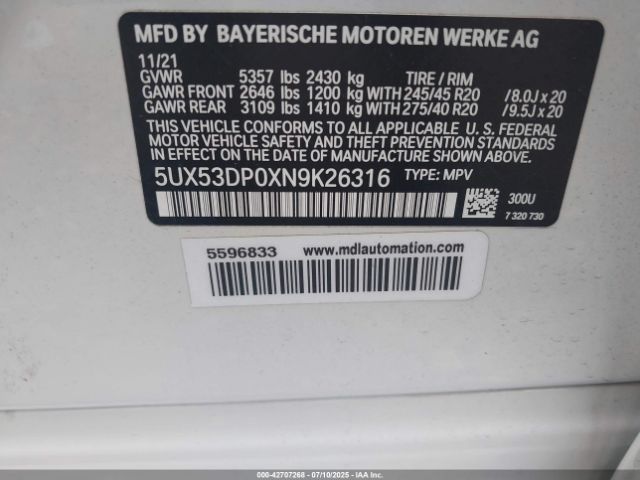 MFD BY BAYERISCHE MOTOREN WERKE AG
11/21
GVWR 5357 lbs 2430 kg TIRE / RIM
GAWR FRONT 2646 lbs 1200 kg WITH 245/45 R20 /8.0J x 20
GAWR REAR 3109 lbs 1410 kg WITH 275/40 R20 /9.5J x 20
THIS VEHICLE CONFORMS TO ALL APPLICABLE U. S. FEDERAL
MOTOR VEHICLE SAFETY AND THEFT PREVENTION STANDARDS IN
EFFECT ON THE DATE OF MANUFACTURE SHOWN ABOVE.
5UX53DP0XN9K26316 TYPE: MPV
300U
7 320 730
5596833 www.mdlautomation.com
000-42707268 - 07/10/2025 - IAAI.COM